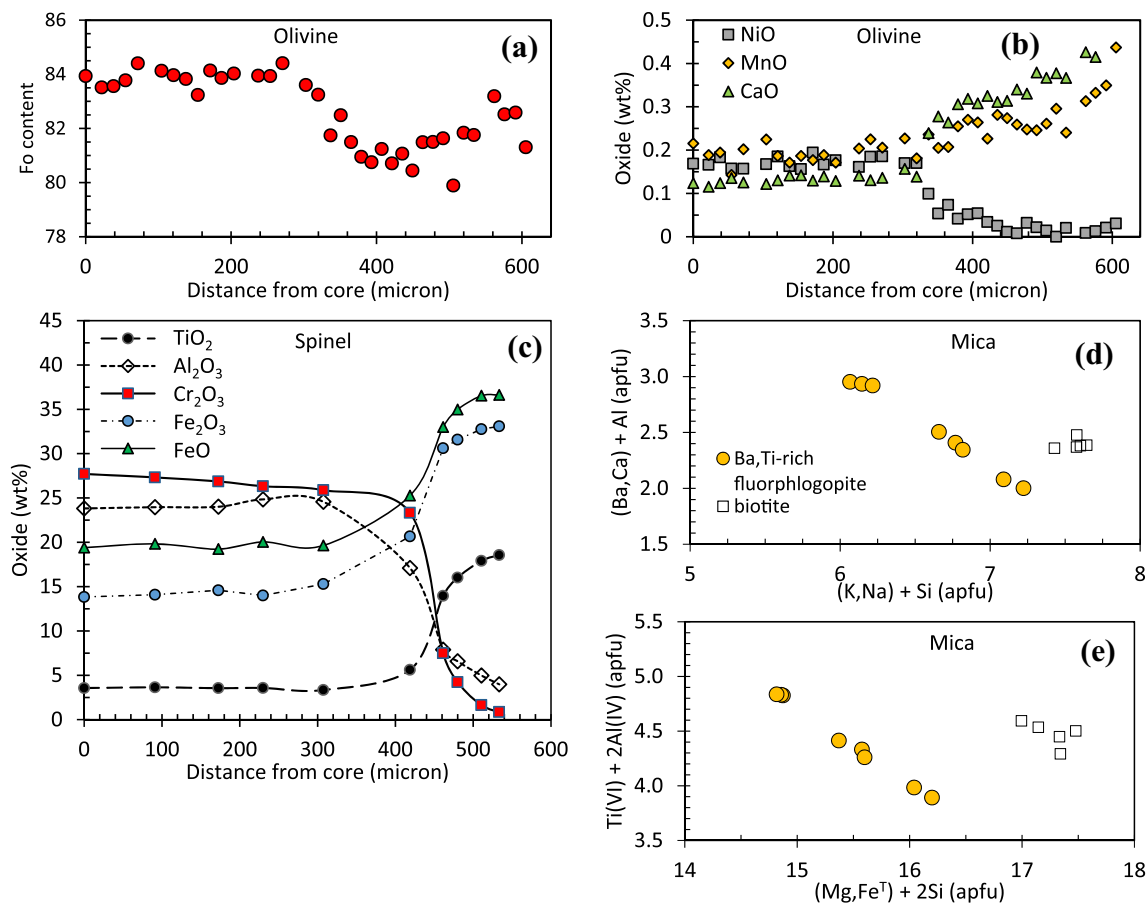 (a)
Olivine
Fo content
86
84
82
80
78
0
200
400
600
Distance from core (micron)
(b)
Olivine
NiO
MnO
CaO
Oxide (wt%)
0.5
0.4
0.3
0.2
0.1
0
0
200
400
600
Distance from core (micron)
(c)
Spinel
TiO₂
Al₂O₃
Cr₂O₃
Fe₂O₃
FeO
Oxide (wt%)
45
40
35
30
25
20
15
10
5
0
0
100
200
300
400
500
600
Distance from core (micron)
(d)
Mica
Ba,Ti-rich
fluorphlogopite
biotite
(Ba,Ca) + Al (apfu)
3.5
3.0
2.5
2.0
1.5
5
6
7
8
(K,Na) + Si (apfu)
(e)
Mica
Ti(VI) + 2Al(IV) (apfu)
5.5
5.0
4.5
4.0
3.5
14
15
16
17
18
(Mg,Feᵀ) + 2Si (apfu)